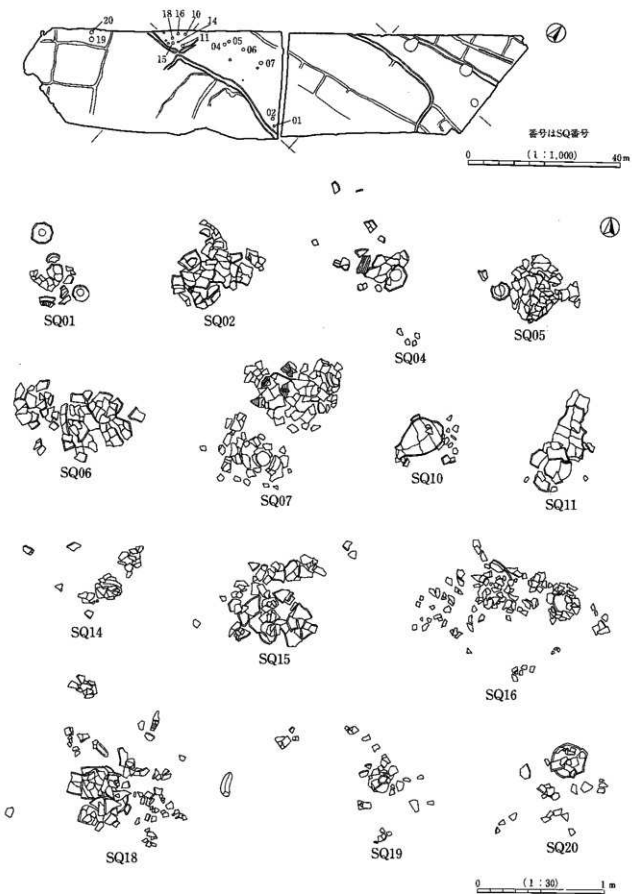 20
19
18 16 10 14
11
15
04 05
06
07
02
01
番号はSQ番号
0 (1:1,000) 40m
SQ01
SQ02
SQ04
SQ05
SQ06
SQ07
SQ10
SQ11
SQ14
SQ15
SQ16
SQ18
SQ19
SQ20
0 (1:30) 1m